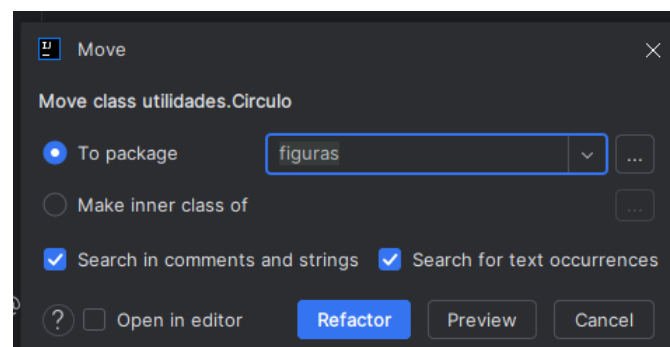 Move
Move class utilidades.Circulo
To package figuras ...
Make inner class of ...
Search in comments and strings Search for text occurrences
? Open in editor Refactor Preview Cancel